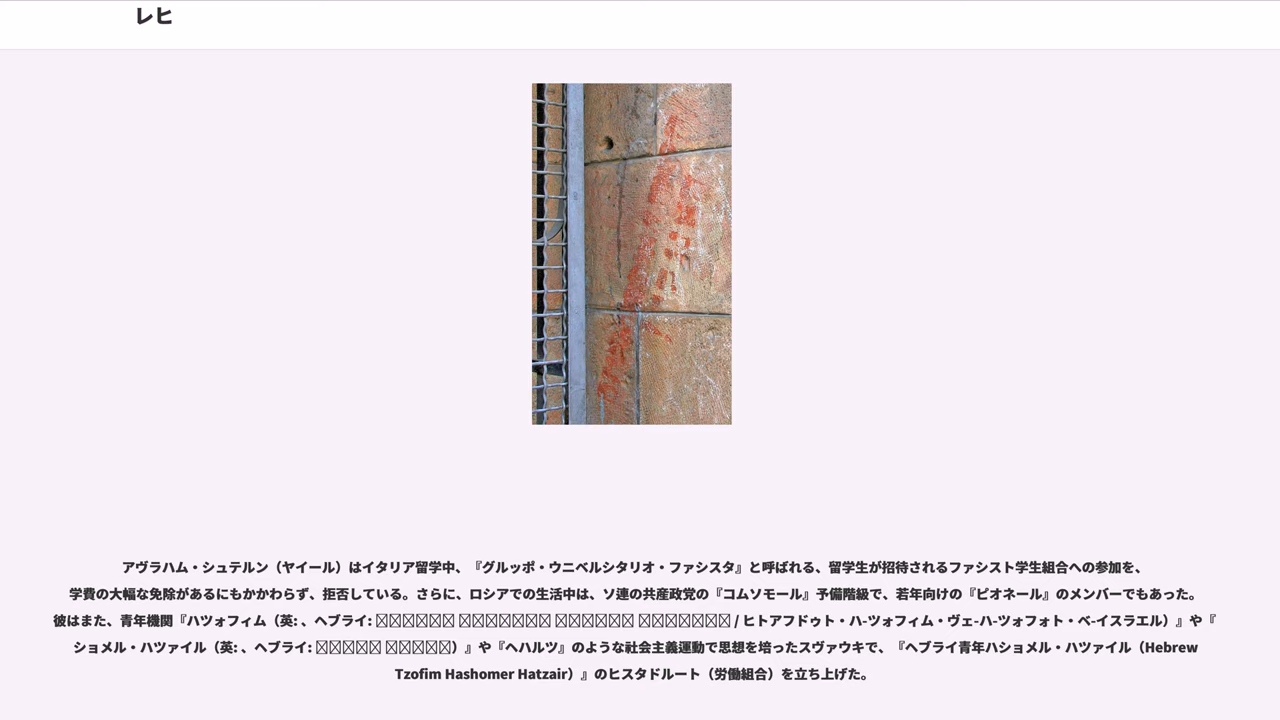 レヒ
アヴラハム・シュテルン（ヤイール）はイタリア留学中、『グルッポ・ウニベルシタリオ・ファシスタ』と呼ばれる、留学生が招待されるファシスト学生組合への参加を、
学費の大幅な免除があるにもかかわらず、拒否している。さらに、ロシアでの生活中は、ソ連の共産政党の『コムソモール』予備階級で、若年向けの『ピオネール』のメンバーでもあった。
彼はまた、青年機関『ハツォフィム（英: 、ヘブライ: / ヒトアフドゥト・ハ-ツォフィム・ヴェ-ハ-ツォフォト・ベ-イスラエル）』や『
ショメル・ハツァイル（英: 、ヘブライ: ）』や『ヘハルツ』のような社会主義運動で思想を培ったスヴァウキで、『ヘブライ青年ハショメル・ハツァイル（Hebrew
Tzofim Hashomer Hatzair）』のヒスタドルート（労働組合）を立ち上げた。